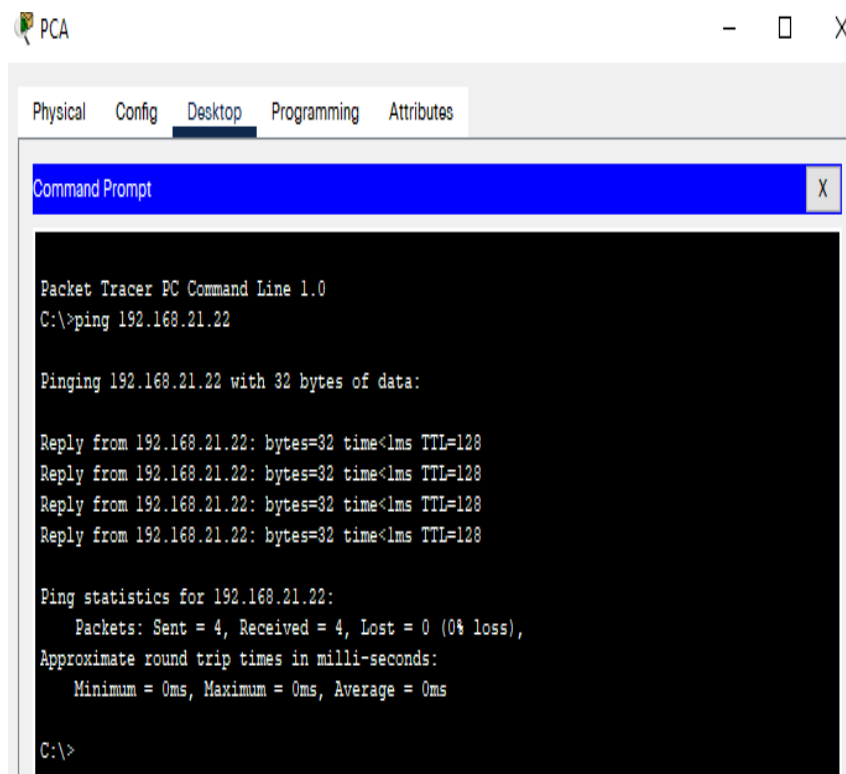 PCA
Physical Config Desktop Programming Attributes
Command Prompt
X
Packet Tracer PC Command Line 1.0
C:\>ping 192.168.21.22
Pinging 192.168.21.22 with 32 bytes of data:
Reply from 192.168.21.22: bytes=32 time<1ms TTL=128
Reply from 192.168.21.22: bytes=32 time<1ms TTL=128
Reply from 192.168.21.22: bytes=32 time<1ms TTL=128
Reply from 192.168.21.22: bytes=32 time<1ms TTL=128
Ping statistics for 192.168.21.22:
Packets: Sent = 4, Received = 4, Lost = 0 (0% loss),
Approximate round trip times in milli-seconds:
Minimum = 0ms, Maximum = 0ms, Average = 0ms
C:\>